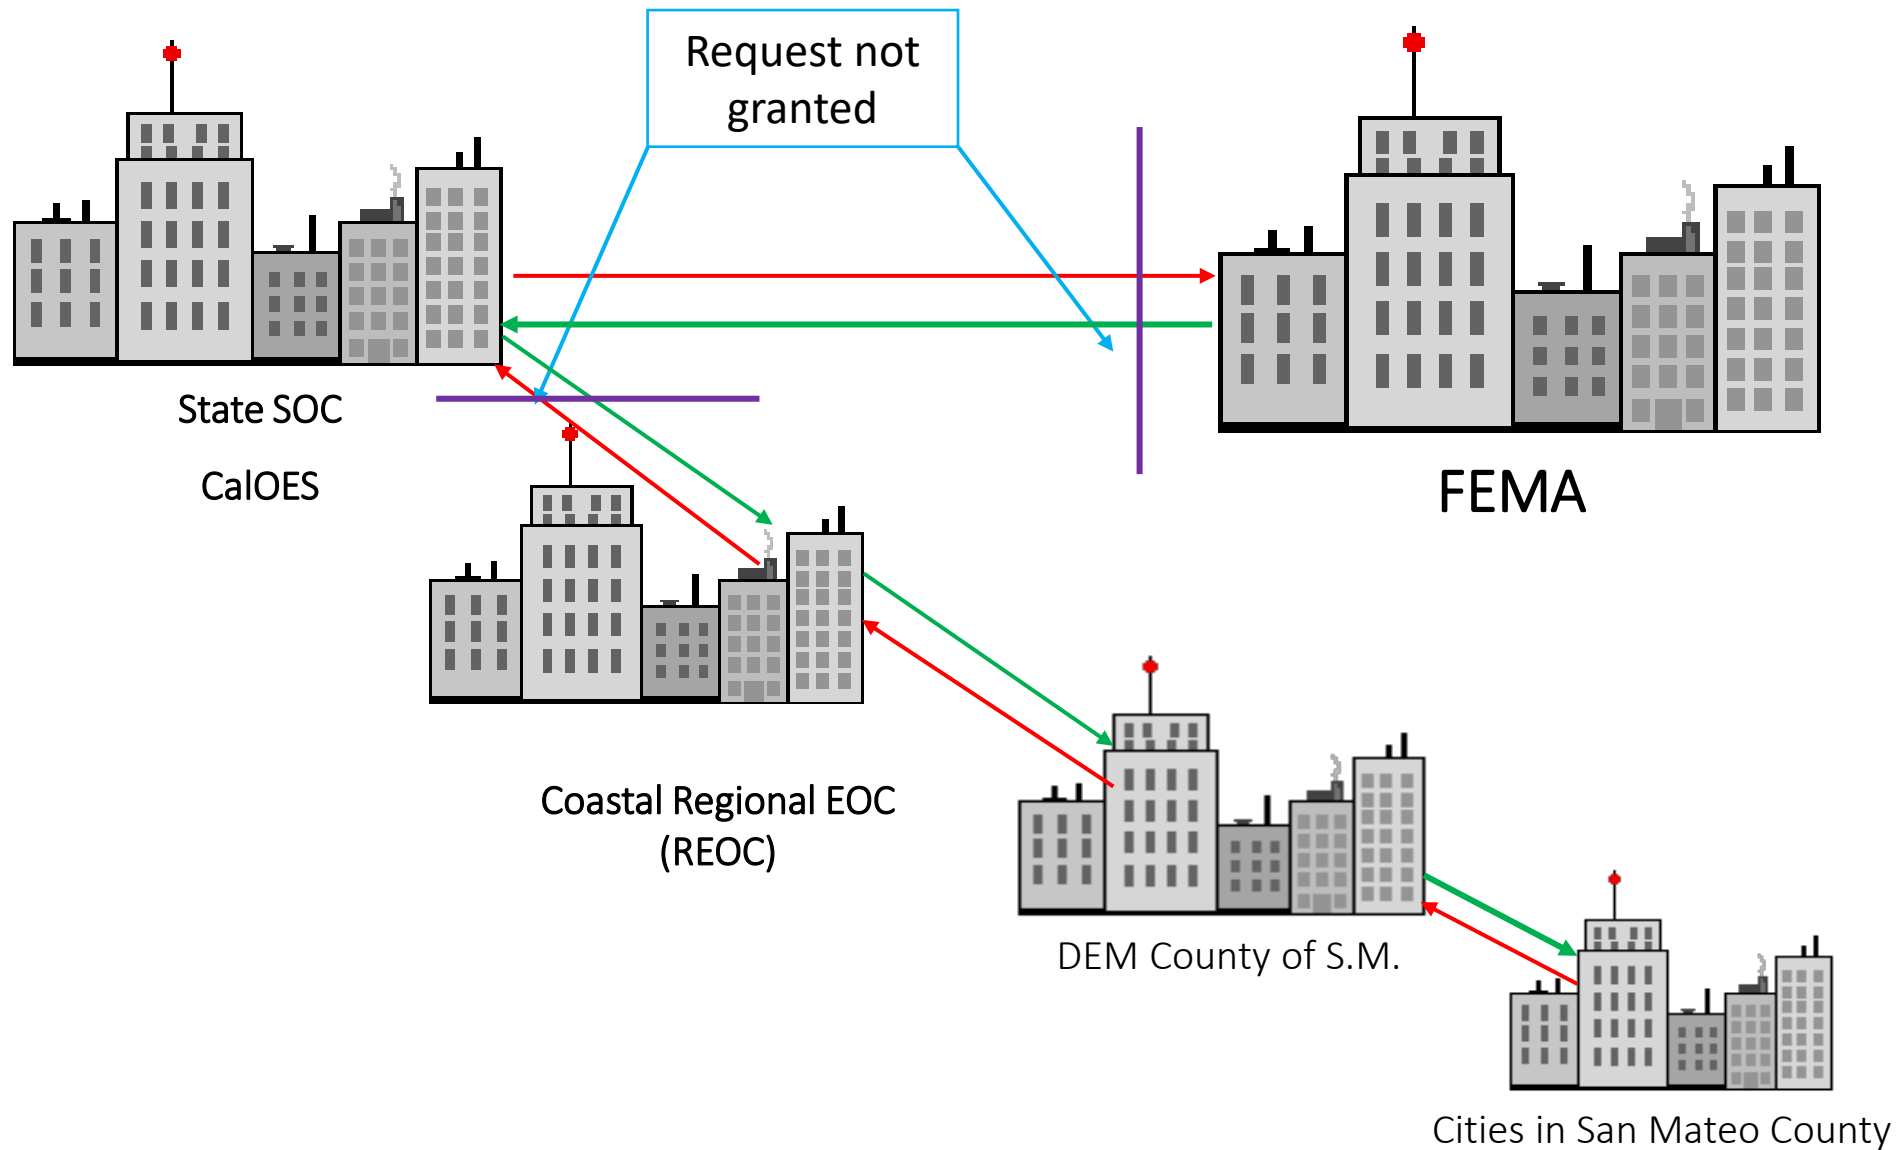 Request not
granted
State SOC
CalOES
FEMA
Coastal Regional EOC
(REOC)
DEM County of S.M.
Cities in San Mateo County